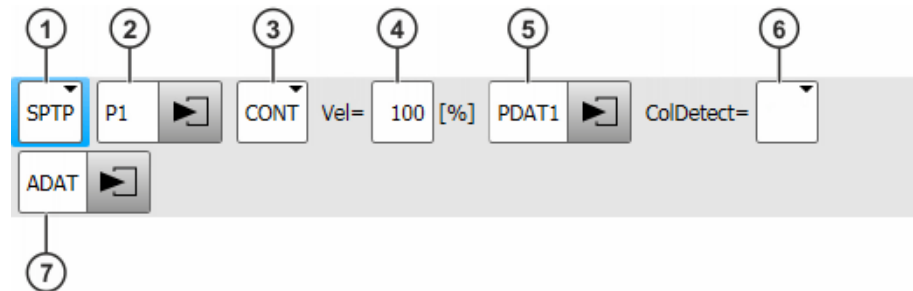 1 2 3 4 5 6
SPTP P1 CONT Vel= 100 [%] PDAT1 ColDetect=
ADAT
7